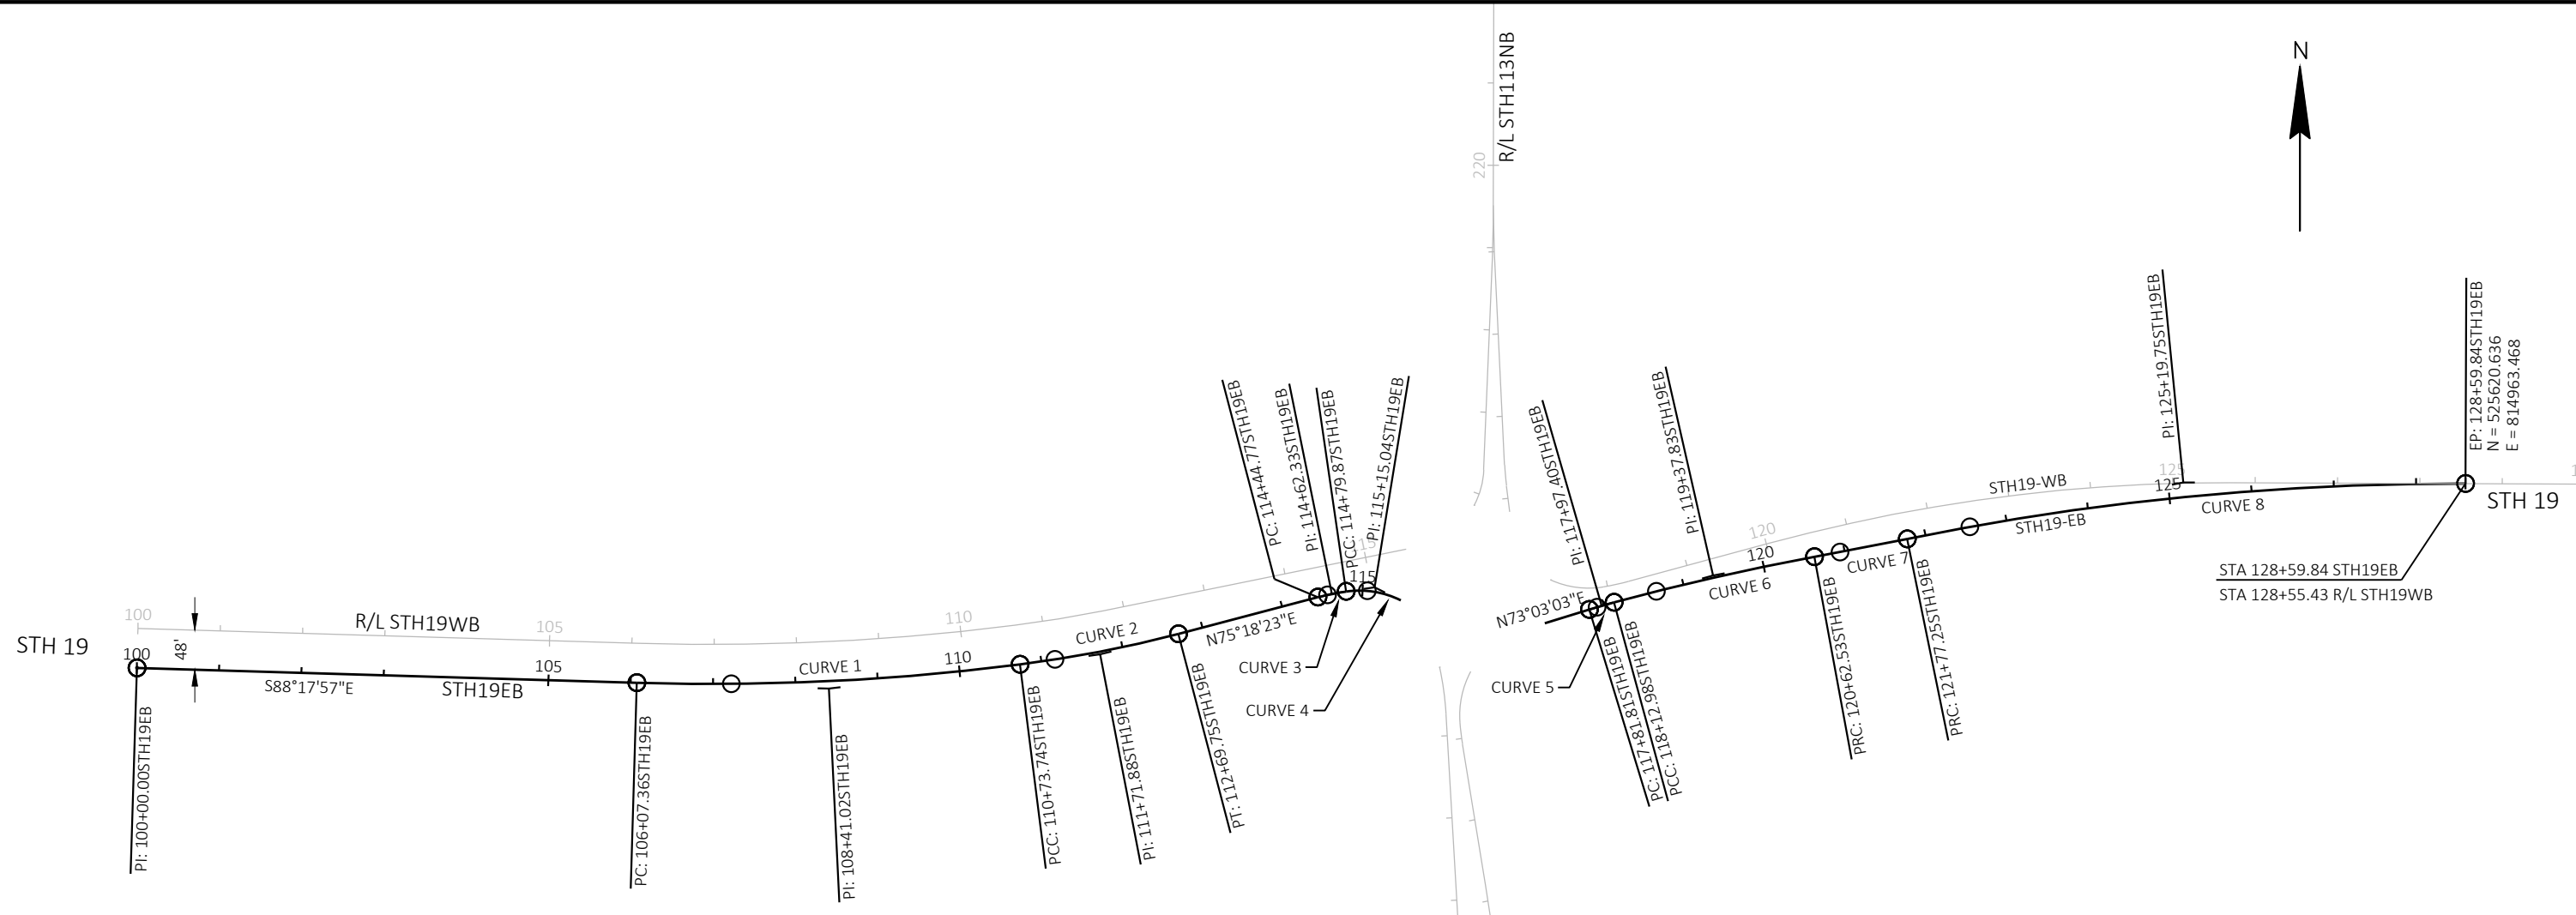 N
R/L STH113NB
220
STH 19
100
100
48'
R/L STH19WB
105
105
S88°17'57"E
STH19EB
CURVE 1
110
110
CURVE 2
N75°18'23"E
CURVE 3
CURVE 4
115
115
PI: 100+00.00STH19EB
PC: 106+07.36STH19EB
PI: 108+41.02STH19EB
PCC: 110+73.74STH19EB
PI: 111+71.88STH19EB
PT: 112+69.75STH19EB
PC: 114+44.77STH19EB
PI: 114+62.33STH19EB
PCC: 114+79.87STH19EB
PI: 115+15.04STH19EB
N73°03'03"E
CURVE 5
PI: 117+97.40STH19EB
PC: 117+81.81STH19EB
PCC: 118+12.98STH19EB
PI: 119+37.83STH19EB
CURVE 6
120
120
PRC: 120+62.53STH19EB
CURVE 7
PRC: 121+77.25STH19EB
STH19-WB
STH19-EB
125
125
PI: 125+19.75STH19EB
CURVE 8
EP: 128+59.84STH19EB
N = 525620.636
E = 814963.468
STH 19
STA 128+59.84 STH19EB
STA 128+55.43 R/L STH19WB